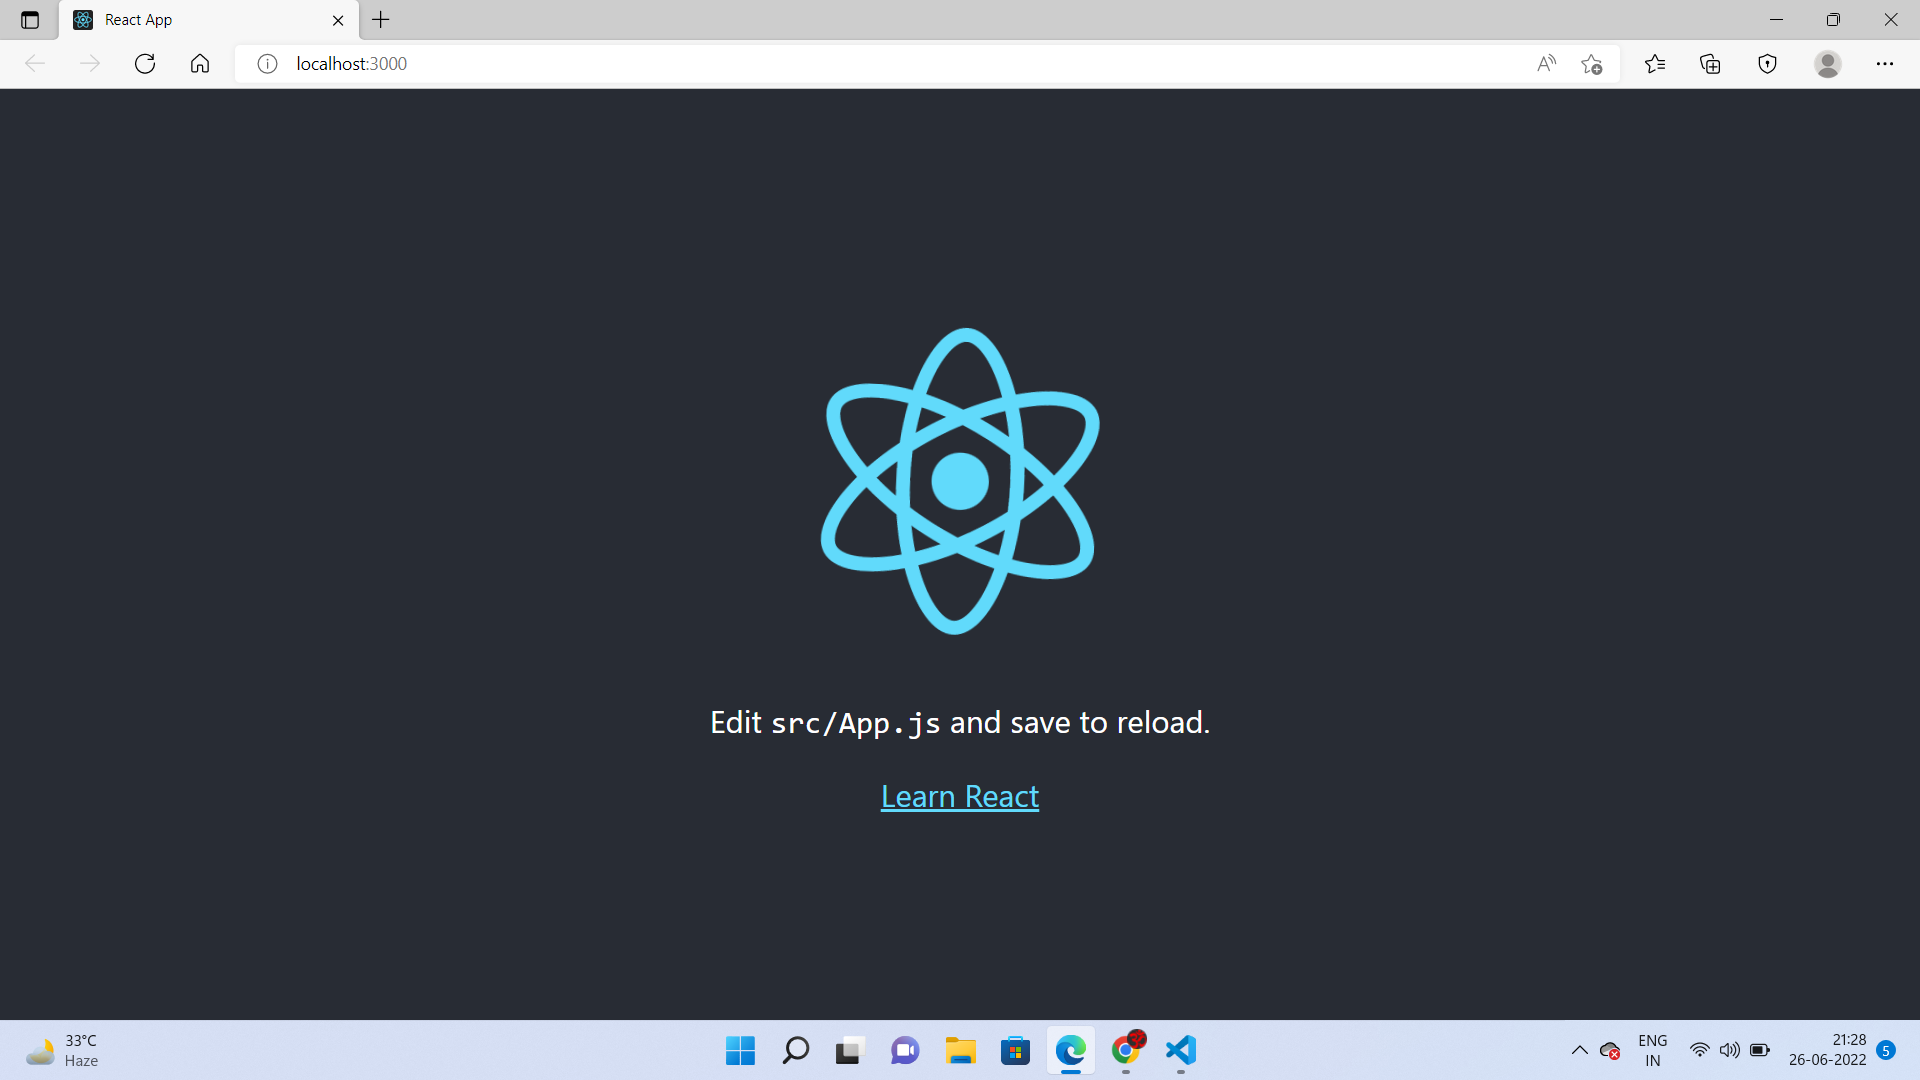 React App
localhost:3000
Edit src/App.js and save to reload.
Learn React
33°C
Haze
ENG
IN
21:28
26-06-2022
5